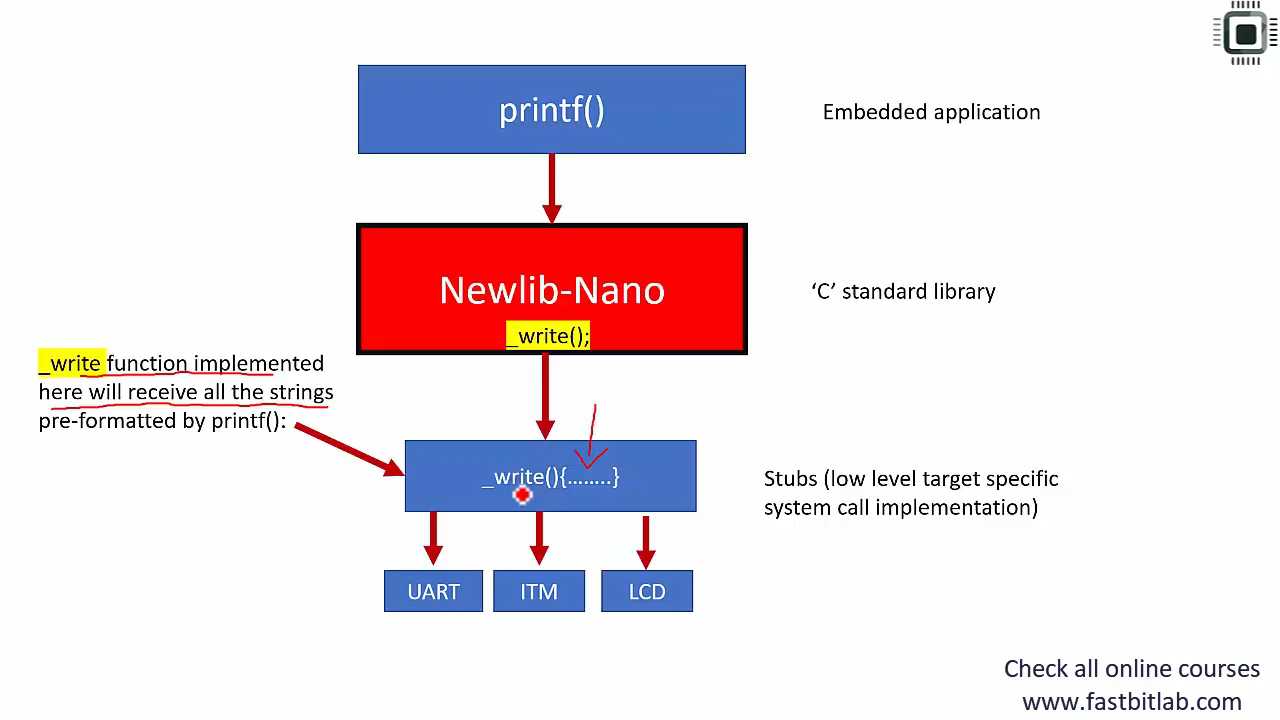 printf()
Embedded application
Newlib-Nano
_write();
‘C’ standard library
_write function implemented
here will receive all the strings
pre-formatted by printf():
_write(){........}
Stubs (low level target specific
system call implementation)
UART
ITM
LCD
Check all online courses
www.fastbitlab.com